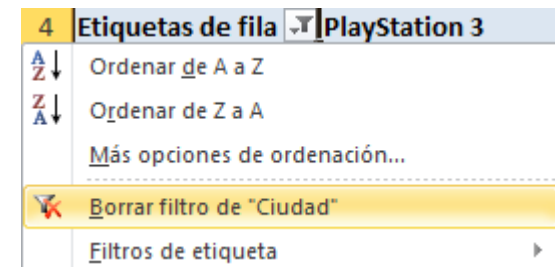 4 Etiquetas de fila PlayStation 3
Ordenar de A a Z
Ordenar de Z a A
Más opciones de ordenación...
Borrar filtro de "Ciudad"
Filtros de etiqueta